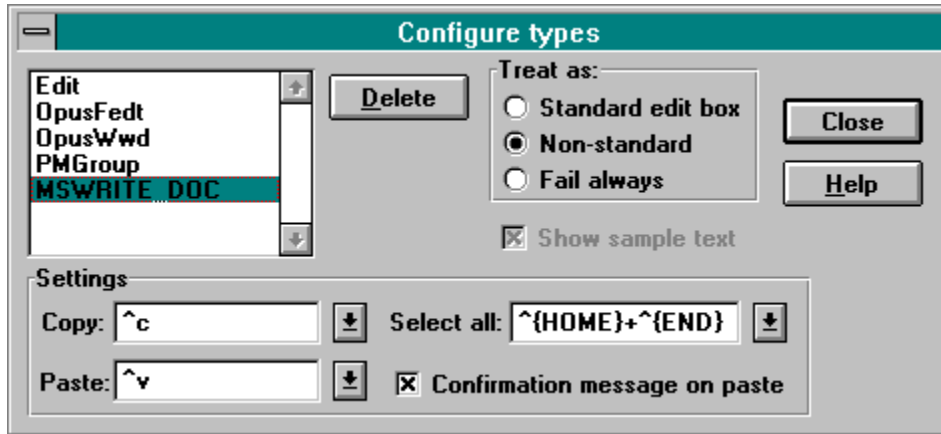 Configure types
Edit
OpusFedt
OpusWwd
PMGroup
MSWRITE_DOC
Delete
Treat as:
Standard edit box
Non-standard
Fail always
Show sample text
Close
Help
Settings
Copy: ^c
Select all: ^{HOME}+^{END}
Paste: ^v
Confirmation message on paste